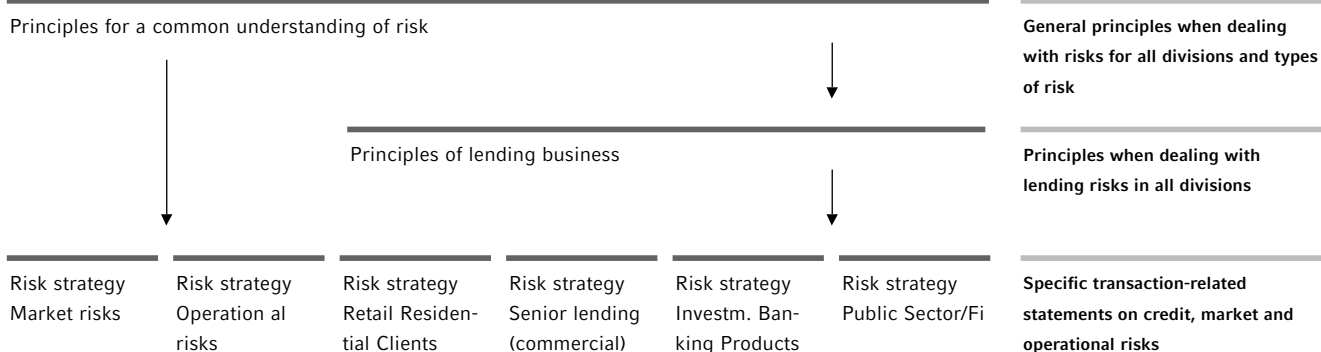 Principles for a common understanding of risk
General principles when dealing
with risks for all divisions and types
of risk
Principles of lending business
Principles when dealing with
lending risks in all divisions
Risk strategy
Market risks
Risk strategy
Operation al
risks
Risk strategy
Retail Residen-
tial Clients
Risk strategy
Senior lending
(commercial)
Risk strategy
Investm. Ban-
king Products
Risk strategy
Public Sector/Fi
Specific transaction-related
statements on credit, market and
operational risks